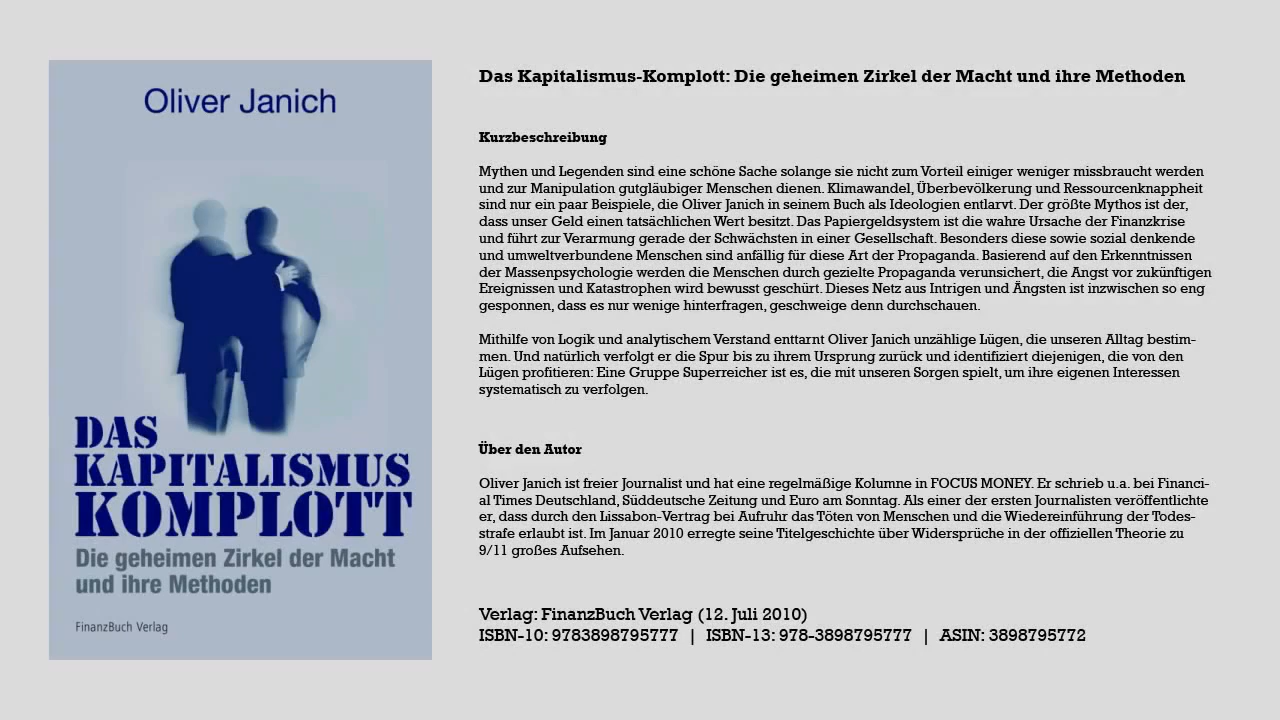 Oliver Janich
DAS
KAPITALISMUS
KOMPLOTT
Die geheimen Zirkel der Macht
und ihre Methoden
FinanzBuch Verlag
Das Kapitalismus-Komplott: Die geheimen Zirkel der Macht und ihre Methoden
Kurzbeschreibung
Mythen und Legenden sind eine schöne Sache solange sie nicht zum Vorteil einiger weniger missbraucht werden
und zur Manipulation gutgläubiger Menschen dienen. Klimawandel, Überbevölkerung und Ressourcenknappheit
sind nur ein paar Beispiele, die Oliver Janich in seinem Buch als Ideologien entlarvt. Der größte Mythos ist der,
dass unser Geld einen tatsächlichen Wert besitzt. Das Papiergeldsystem ist die wahre Ursache der Finanzkrise
und führt zur Verarmung gerade der Schwächsten in einer Gesellschaft. Besonders diese sowie sozial denkende
und umweltverbundene Menschen sind anfällig für diese Art der Propaganda. Basierend auf den Erkenntnissen
der Massenpsychologie werden die Menschen durch gezielte Propaganda verunsichert, die Angst vor zukünftigen
Ereignissen und Katastrophen wird bewusst geschürt. Dieses Netz aus Intrigen und Ängsten ist inzwischen so eng
gesponnen, dass es nur wenige hinterfragen, geschweige denn durchschauen.
Mithilfe von Logik und analytischem Verstand enttarnt Oliver Janich unzählige Lügen, die unseren Alltag bestim-
men. Und natürlich verfolgt er die Spur bis zu ihrem Ursprung zurück und identifiziert diejenigen, die von den
Lügen profitieren: Eine Gruppe Superreicher ist es, die mit unseren Sorgen spielt, um ihre eigenen Interessen
systematisch zu verfolgen.
Über den Autor
Oliver Janich ist freier Journalist und hat eine regelmäßige Kolumne in FOCUS MONEY. Er schrieb u.a. bei Financi-
al Times Deutschland, Süddeutsche Zeitung und Euro am Sonntag. Als einer der ersten Journalisten veröffentlichte
er, dass durch den Lissabon-Vertrag bei Aufruhr das Töten von Menschen und die Wiedereinführung der Todes-
strafe erlaubt ist. Im Januar 2010 erregte seine Titelgeschichte über Widersprüche in der offiziellen Theorie zu
9/11 großes Aufsehen.
Verlag: FinanzBuch Verlag (12. Juli 2010)
ISBN-10: 9783898795777 | ISBN-13: 978-3898795777 | ASIN: 3898795772